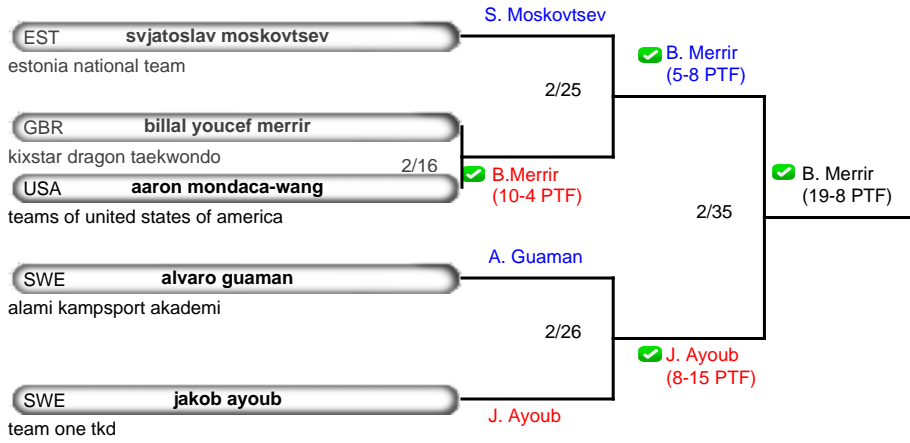 S. Moskovtsev
EST svjatoslav moskovtsev
estonia national team
B. Merrir
(5-8 PTF)
2/25
GBR billal youcef merrir
kixstar dragon taekwondo
2/16
B.Merrir
(10-4 PTF)
USA aaron mondaca-wang
teams of united states of america
B. Merrir
(19-8 PTF)
2/35
A. Guaman
SWE alvaro guaman
alami kampsport akademi
2/26
J. Ayoub
(8-15 PTF)
SWE jakob ayoub
J. Ayoub
team one tkd